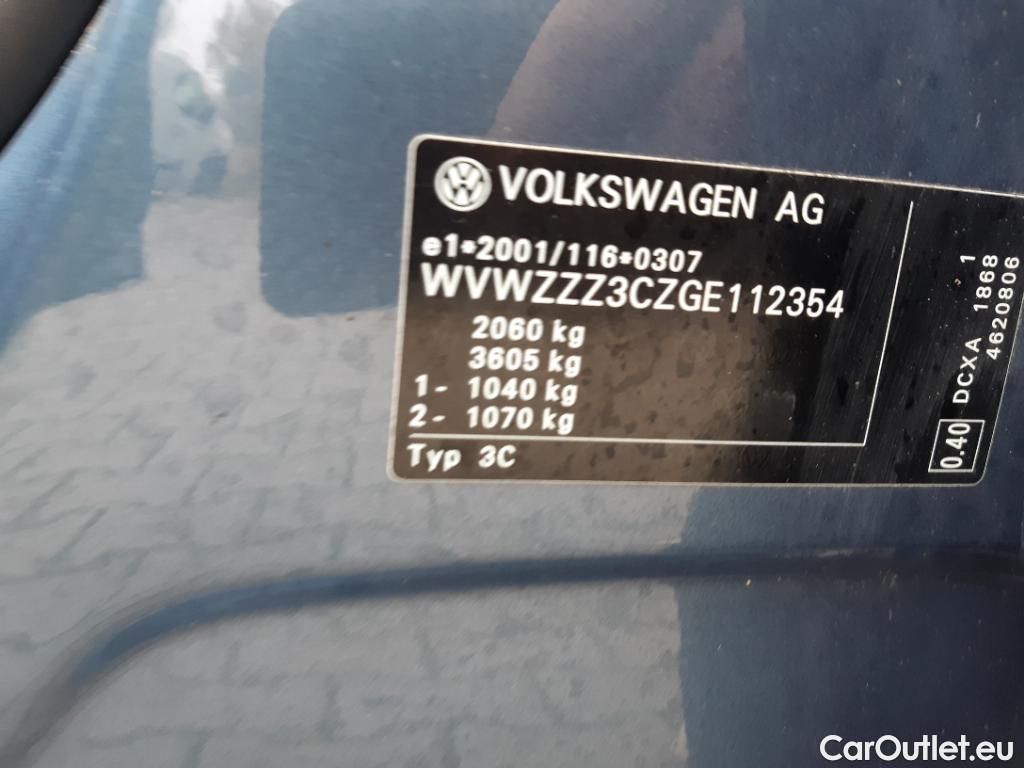 VOLKSWAGEN AG
e1*2001/116*0307
WVWZZZ3CZGE112354
2060 kg
3605 kg
1- 1040 kg
2- 1070 kg
Typ 3C
0.40 DCXA 1868 1
4620806
CarOutlet.eu